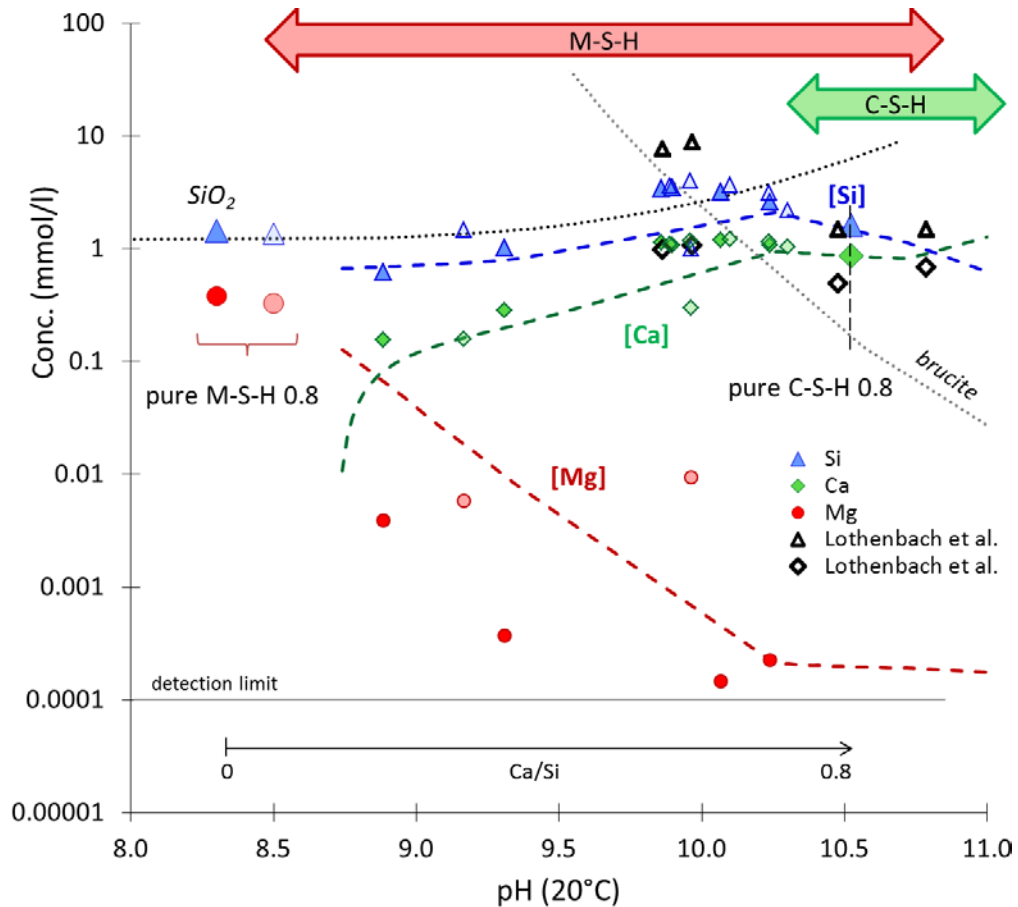 M-S-H
C-S-H
100
10
1
0.1
0.01
0.001
0.0001
0.00001
Conc. (mmol/l)
SiO2
[Si]
[Ca]
[Mg]
brucite
pure M-S-H 0.8
pure C-S-H 0.8
Si
Ca
Mg
Lothenbach et al.
Lothenbach et al.
detection limit
0
Ca/Si
0.8
8.0 8.5 9.0 9.5 10.0 10.5 11.0
pH (20°C)